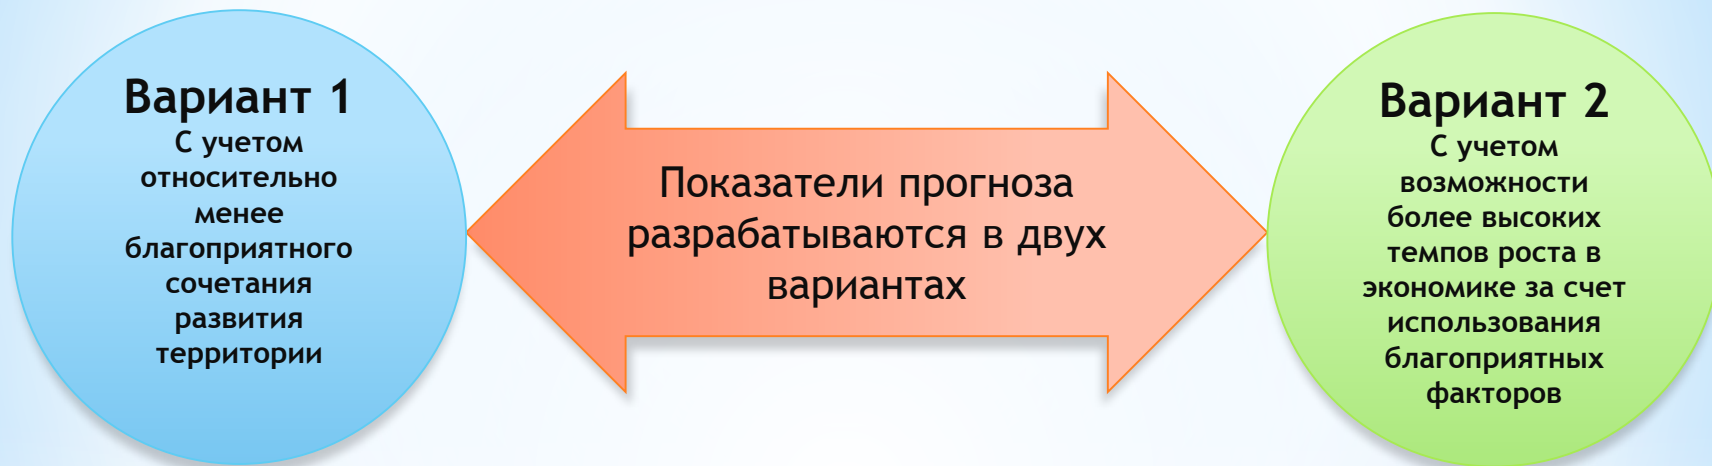 Вариант 1
С учетом
относительно
менее
благоприятного
сочетания
развития
территории
Показатели прогноза
разрабатываются в двух
вариантах
Вариант 2
С учетом
возможности
более высоких
темпов роста в
экономике за счет
использования
благоприятных
факторов